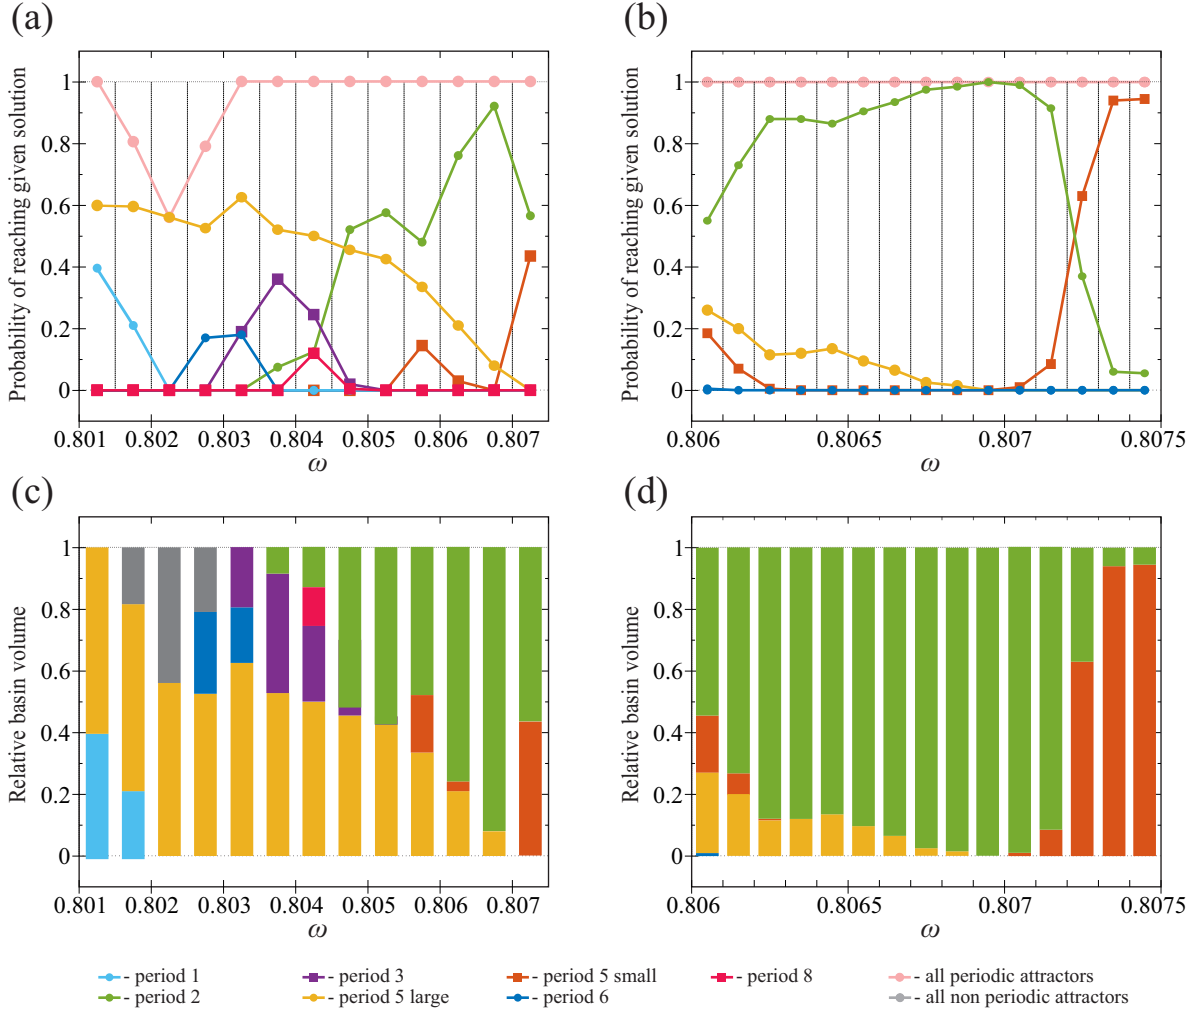 (a)
(b)
Probability of reaching given solution
1
0.8
0.6
0.4
0.2
0
0.801
0.802
0.803
0.804
0.805
0.806
0.807
ω
Probability of reaching given solution
1
0.8
0.6
0.4
0.2
0
0.806
0.8065
0.807
0.8075
ω
(c)
(d)
Relative basin volume
1
0.8
0.6
0.4
0.2
0
0.801
0.802
0.803
0.804
0.805
0.806
0.807
ω
Relative basin volume
1
0.8
0.6
0.4
0.2
0
0.806
0.8065
0.807
0.8075
ω
- period 1
- period 3
- period 5 small
- period 8
- all periodic attractors
- period 2
- period 5 large
- period 6
- all non periodic attractors